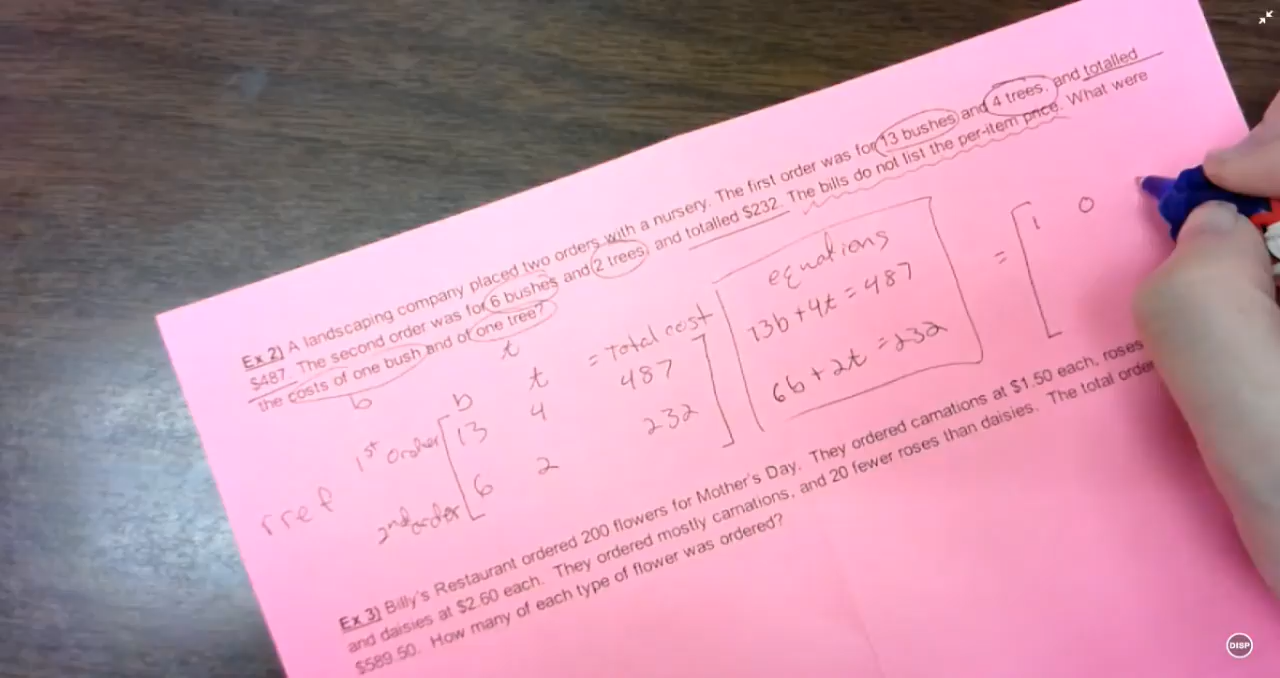 Ex 2) A landscaping company placed two orders with a nursery. The first order was for 13 bushes and 4 trees, and totalled
$487. The second order was for 6 bushes and 2 trees, and totalled $232. The bills do not list the per-item price. What were
the costs of one bush and of one tree?
b t
b t = Total cost
1st order [ 13 4 487 ]
2nd order [ 6 2 232 ]
rref
equations
13b + 4t = 487
6b + 2t = 232
= [ 1 0
Ex 3) Billy's Restaurant ordered 200 flowers for Mother's Day. They ordered carnations at $1.50 each, roses
and daisies at $2.60 each. They ordered mostly carnations, and 20 fewer roses than daisies. The total order
$589.50. How many of each type of flower was ordered?
DISP